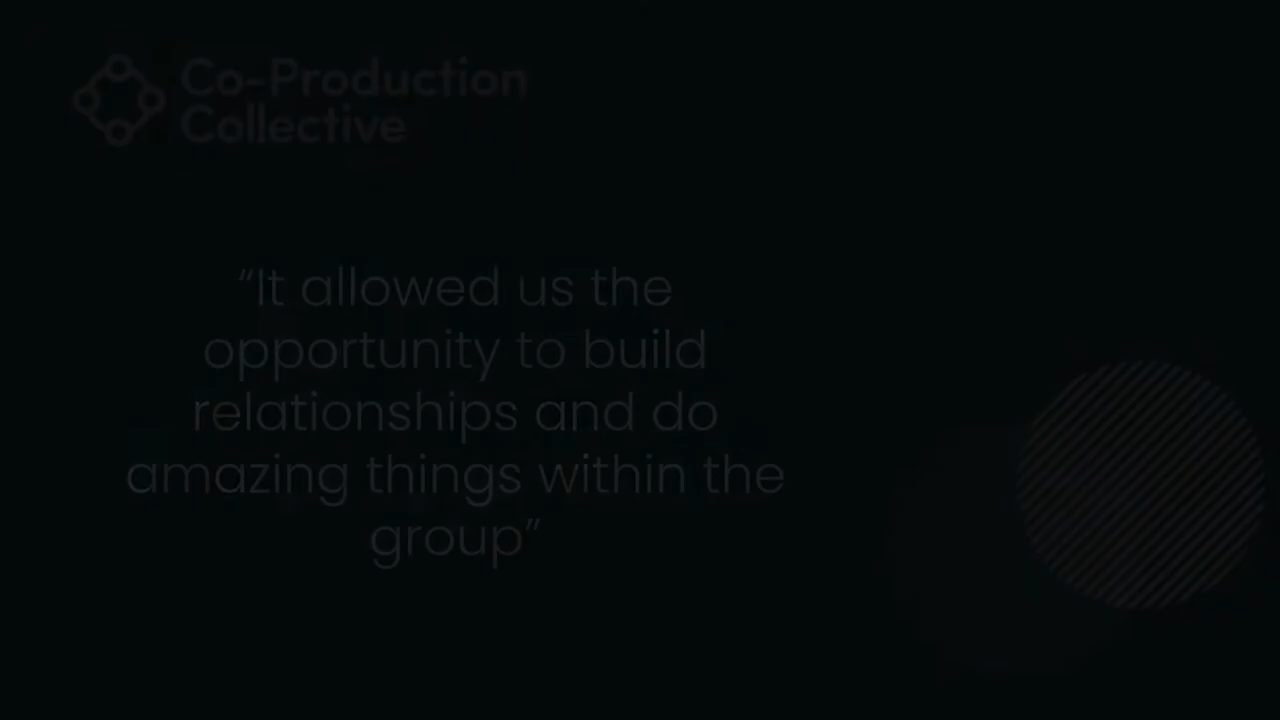 Co-Production
Collective
“It allowed us the
opportunity to build
relationships and do
amazing things within the
group”